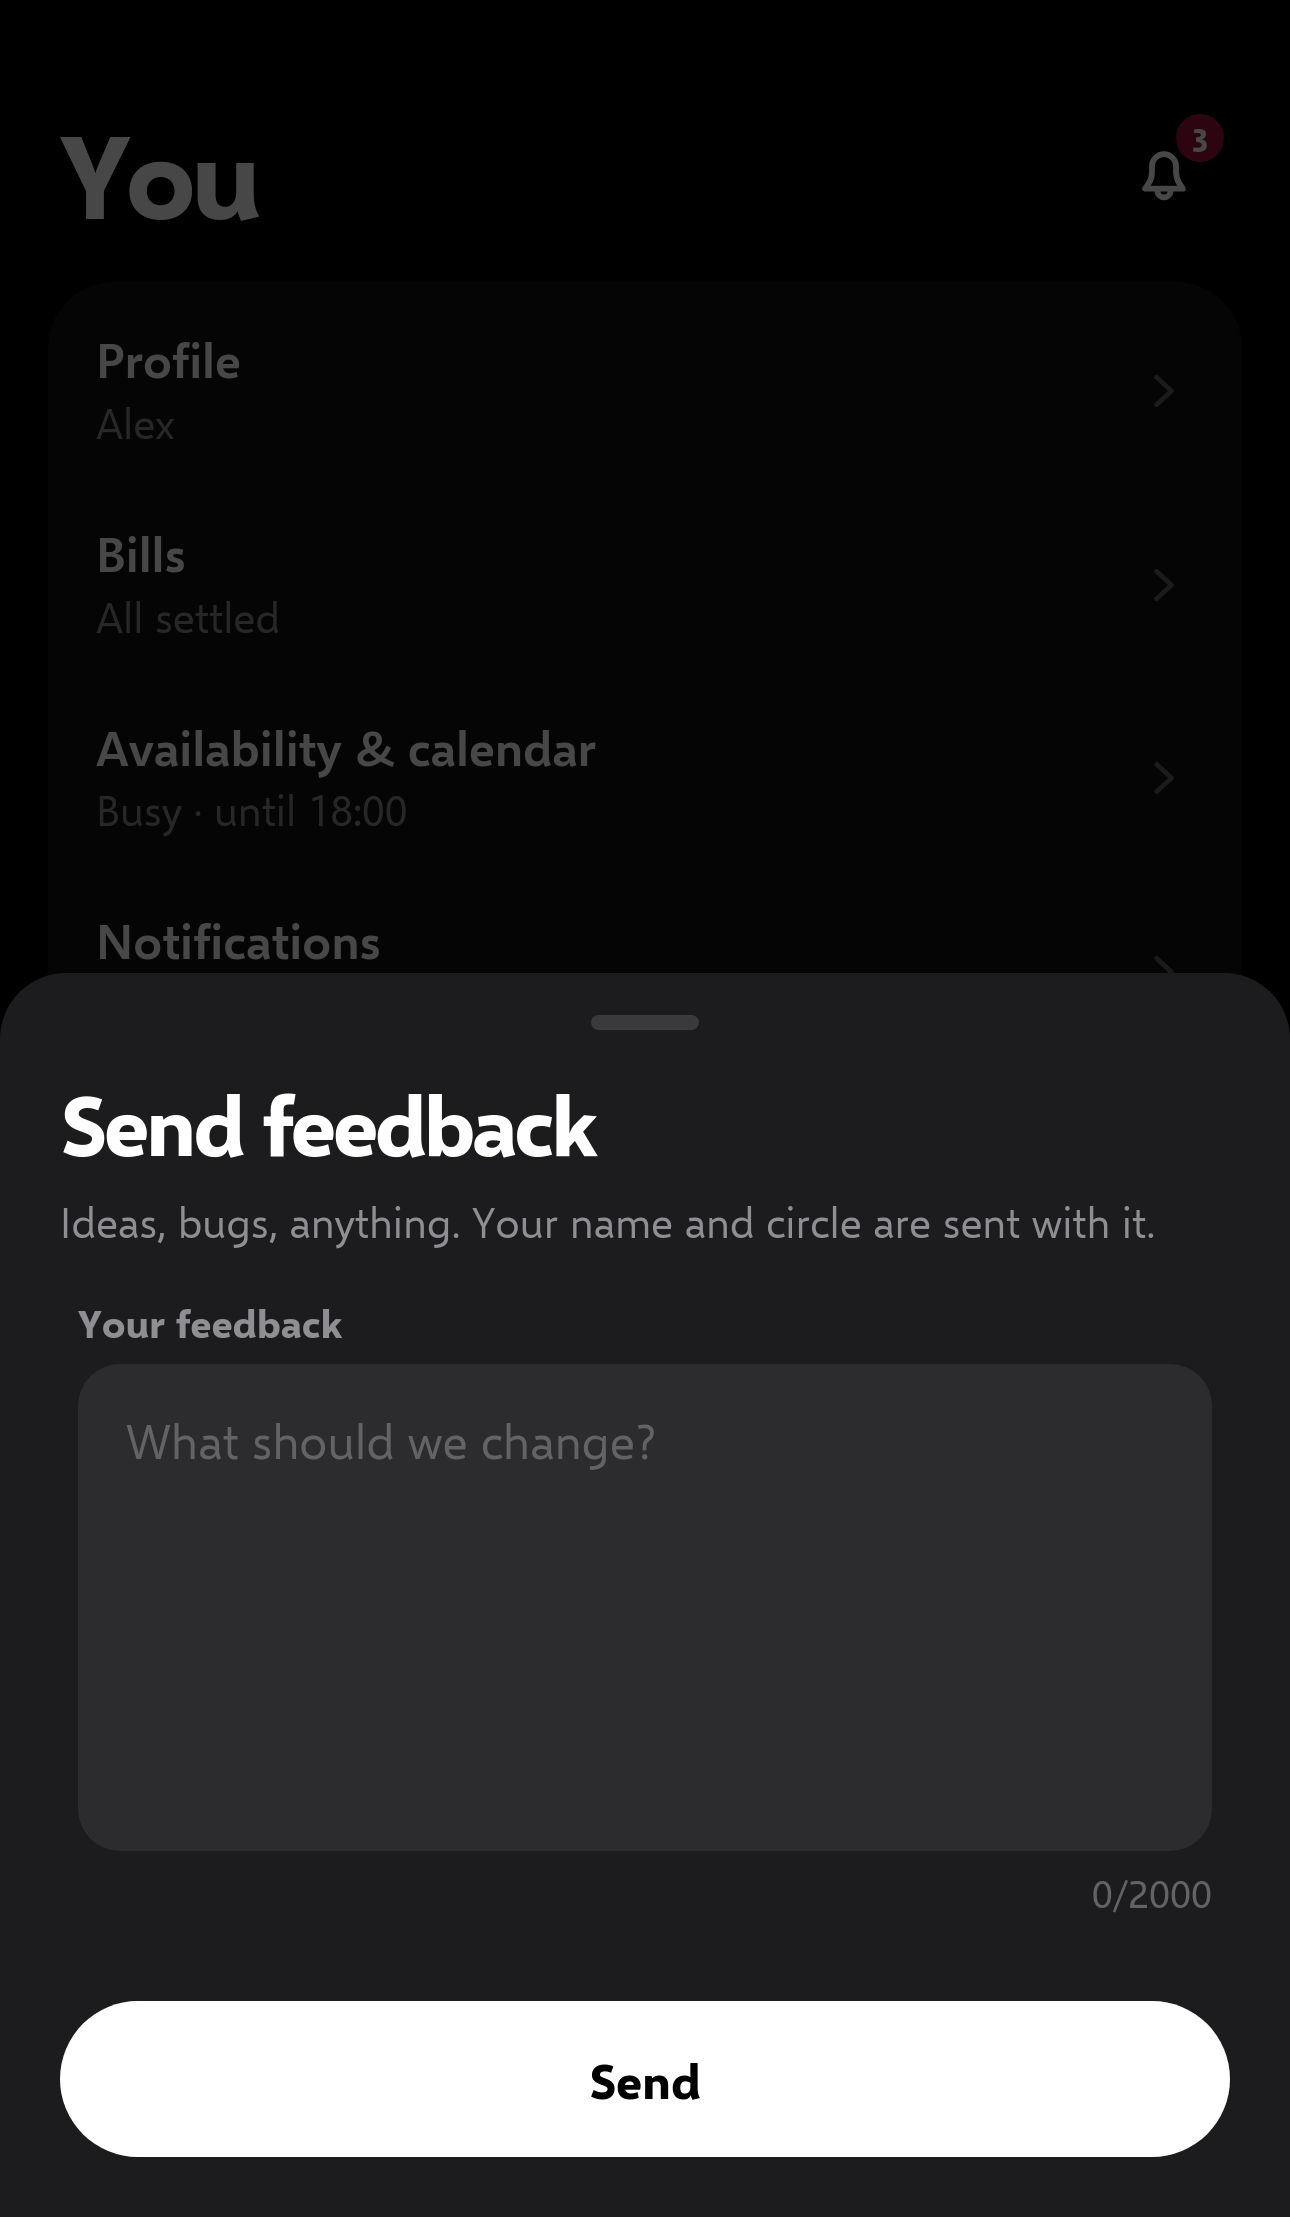 You
3
Profile
Alex
Bills
All settled
Availability & calendar
Busy · until 18:00
Notifications
Send feedback
Ideas, bugs, anything. Your name and circle are sent with it.
Your feedback
What should we change?
0/2000
Send